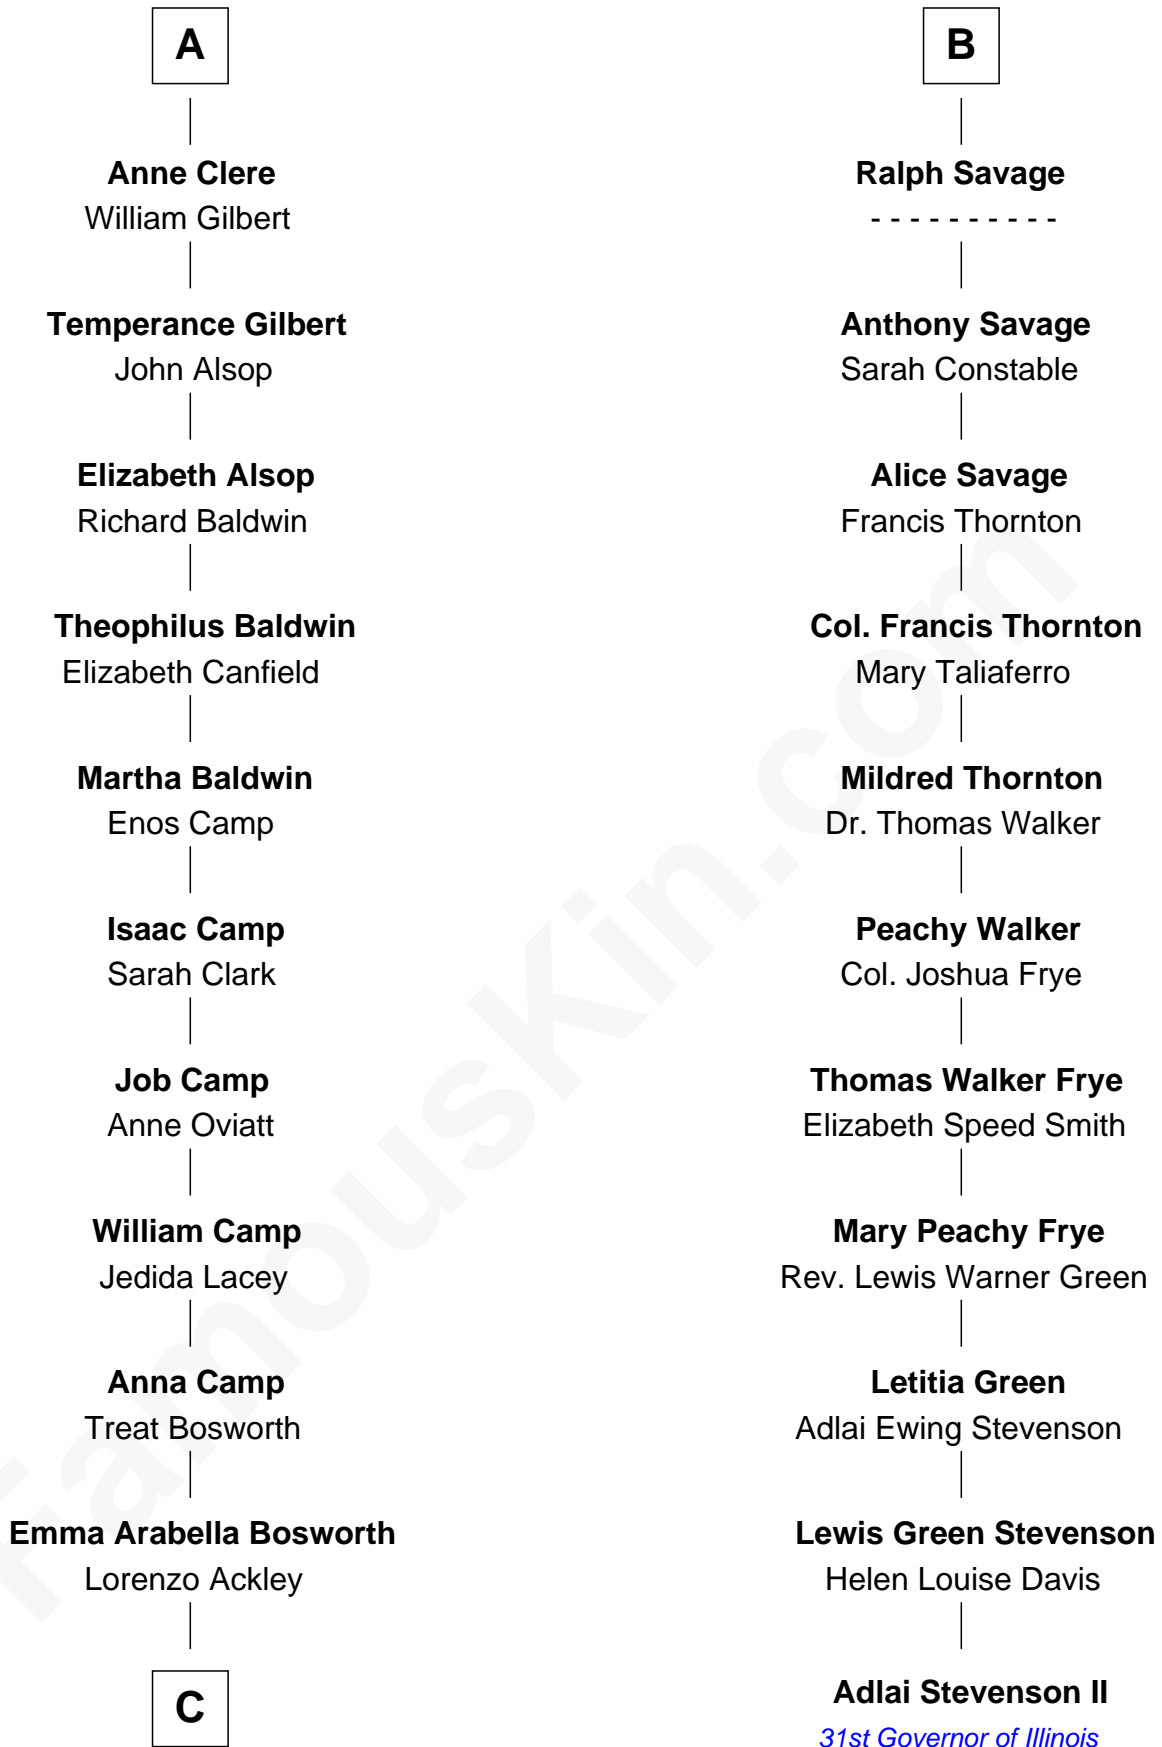 A
Anne Clere
William Gilbert
Temperance Gilbert
John Alsop
Elizabeth Alsop
Richard Baldwin
Theophilus Baldwin
Elizabeth Canfield
Martha Baldwin
Enos Camp
Isaac Camp
Sarah Clark
Job Camp
Anne Oviatt
William Camp
Jedida Lacey
Anna Camp
Treat Bosworth
Emma Arabella Bosworth
Lorenzo Ackley
C
B
Ralph Savage
- - - - - - - - - -
Anthony Savage
Sarah Constable
Alice Savage
Francis Thornton
Col. Francis Thornton
Mary Taliaferro
Mildred Thornton
Dr. Thomas Walker
Peachy Walker
Col. Joshua Frye
Thomas Walker Frye
Elizabeth Speed Smith
Mary Peachy Frye
Rev. Lewis Warner Green
Letitia Green
Adlai Ewing Stevenson
Lewis Green Stevenson
Helen Louise Davis
Adlai Stevenson II
31st Governor of Illinois
FamousKin.com